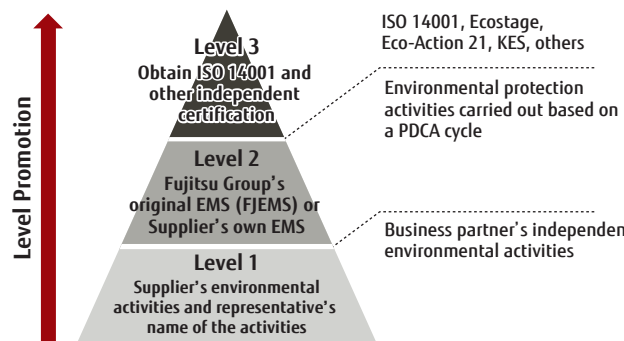 Level Promotion
Level 3
Obtain ISO 14001 and
other independent
certification
Level 2
Fujitsu Group's
original EMS (FJEMS) or
Supplier's own EMS
Level 1
Supplier's environmental
activities and representative's
name of the activities
ISO 14001, Ecostage,
Eco-Action 21, KES, others
Environmental protection
activities carried out based on
a PDCA cycle
Business partner's independen
environmental activities